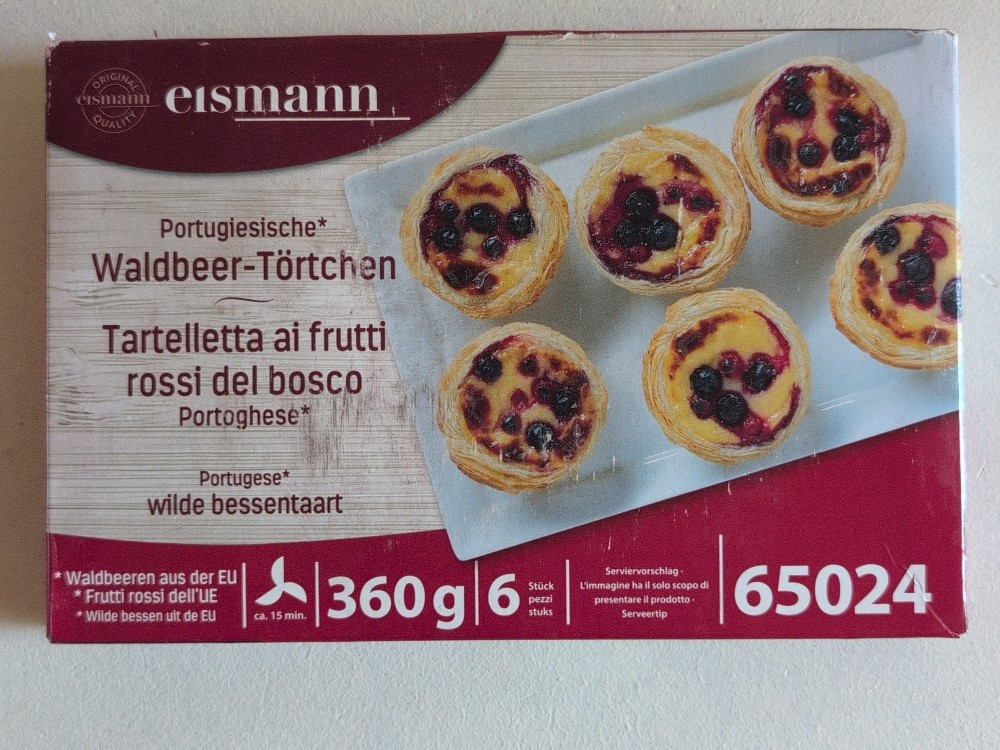 ORIGINAL
eismann
QUALITY
eismann
Portugiesische*
Waldbeer-Törtchen
Tartelletta ai frutti
rossi del bosco
Portoghese*
Portugese*
wilde bessentaart
* Waldbeeren aus der EU
* Frutti rossi dell'UE
* Wilde bessen uit de EU
ca. 15 min.
360g
6
Stück
pezzi
stuks
Serviervorschlag ·
L'immagine ha il solo scopo di
presentare il prodotto ·
Serveertip
65024